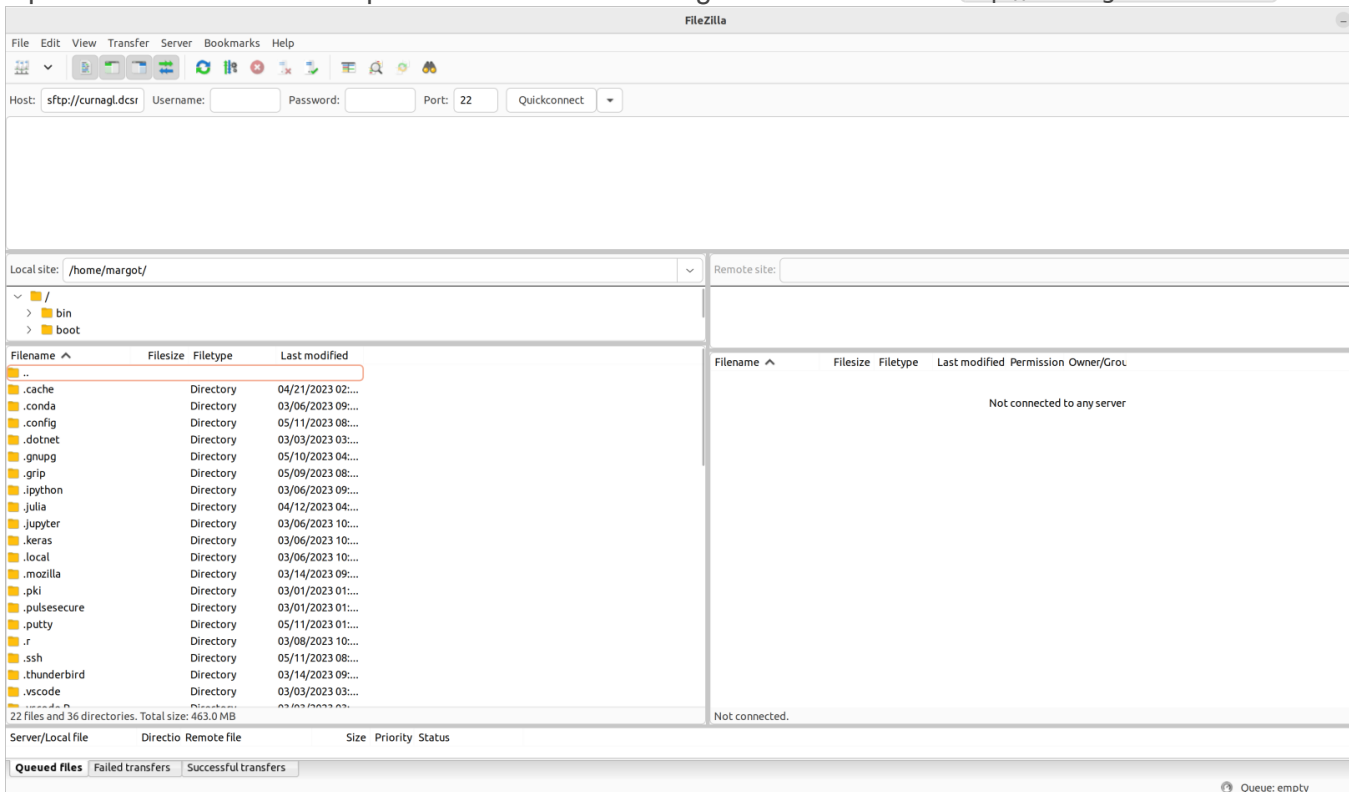 FileZilla
File Edit View Transfer Server Bookmarks Help
Host: sftp://curnagl.dcsr Username: Password: Port: 22 Quickconnect
Local site: /home/margot/ Remote site:
/
bin
boot
Filename Filesize Filetype Last modified
Filename Filesize Filetype Last modified Permission Owner/Grou
..
.cache Directory 04/21/2023 02:...
Not connected to any server
.conda Directory 03/06/2023 09:...
.config Directory 05/11/2023 08:...
.dotnet Directory 03/03/2023 03:...
.gnupg Directory 05/10/2023 04:...
.grip Directory 05/09/2023 08:...
.ipython Directory 03/06/2023 09:...
.julia Directory 04/12/2023 04:...
.jupyter Directory 03/06/2023 10:...
.keras Directory 03/06/2023 10:...
.local Directory 03/06/2023 10:...
.mozilla Directory 03/14/2023 09:...
.pki Directory 03/01/2023 01:...
.pulsesecure Directory 03/01/2023 01:...
.putty Directory 05/11/2023 01:...
.r Directory 03/08/2023 10:...
.ssh Directory 05/11/2023 08:...
.thunderbird Directory 03/14/2023 09:...
.vscode Directory 03/03/2023 03:...
22 files and 36 directories. Total size: 463.0 MB Not connected.
Server/Local file Directio Remote file Size Priority Status
Queued files Failed transfers Successful transfers
Queue: empty